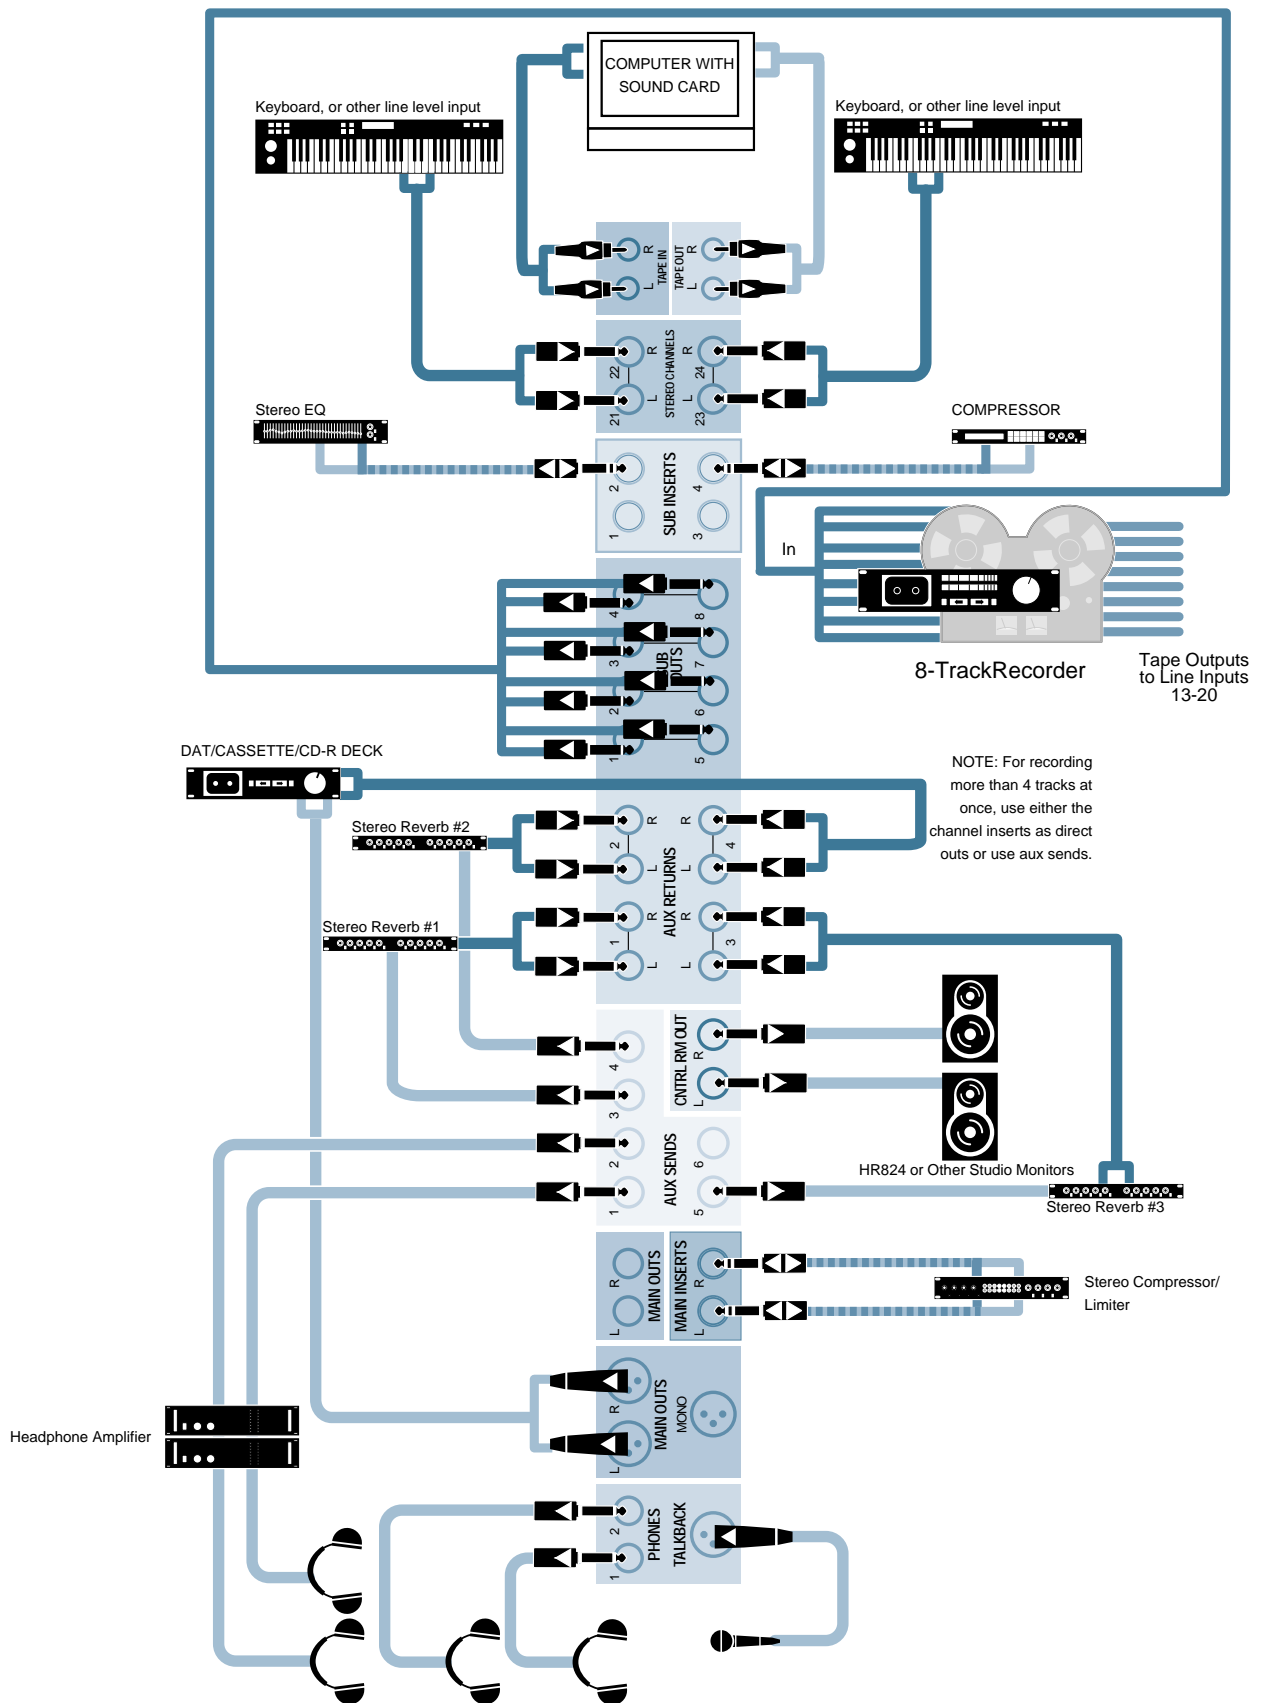 COMPUTER WITH
SOUND CARD
Keyboard, or other line level input
Keyboard, or other line level input
R
L
TAPE IN
TAPE OUT
R
L
R
22
L
21
STEREO CHANNELS
R
24
L
23
Stereo EQ
COMPRESSOR
2
1
SUB INSERTS
4
3
In
4
3
2
1
SUB
OUTS
8
7
6
5
8-TrackRecorder
Tape Outputs
to Line Inputs
13-20
DAT/CASSETTE/CD-R DECK
NOTE: For recording
more than 4 tracks at
once, use either the
channel inserts as direct
outs or use aux sends.
Stereo Reverb #2
Stereo Reverb #1
R
2
L
R
1
L
AUX RETURNS
R
4
L
R
3
L
4
3
2
1
AUX SENDS
CNTRL RM OUT
R
L
6
5
HR824 or Other Studio Monitors
Stereo Reverb #3
R
L
MAIN OUTS
MAIN INSERTS
R
L
Stereo Compressor/
Limiter
R
L
MAIN OUTS
MONO
Headphone Amplifier
2
1
PHONES
TALKBACK